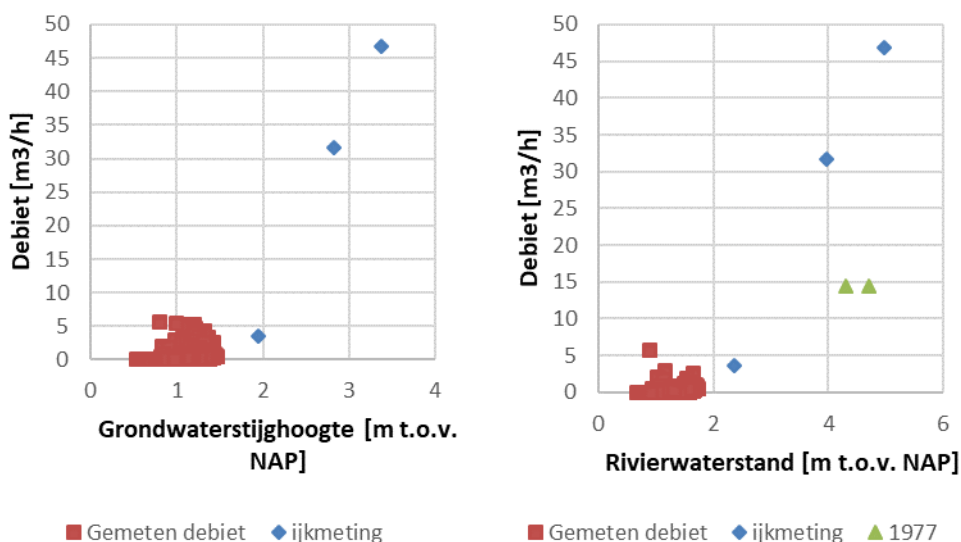 50
45
40
35
30
25
20
15
10
5
0
Debiet [m3/h]
0 1 2 3 4
Grondwaterstijghoogte [m t.o.v.
NAP]
Gemeten debiet ijkmeting
50
45
40
35
30
25
20
15
10
5
0
Debiet [m3/h]
0 2 4 6
Rivierwaterstand [m t.o.v. NAP]
Gemeten debiet ijkmeting 1977